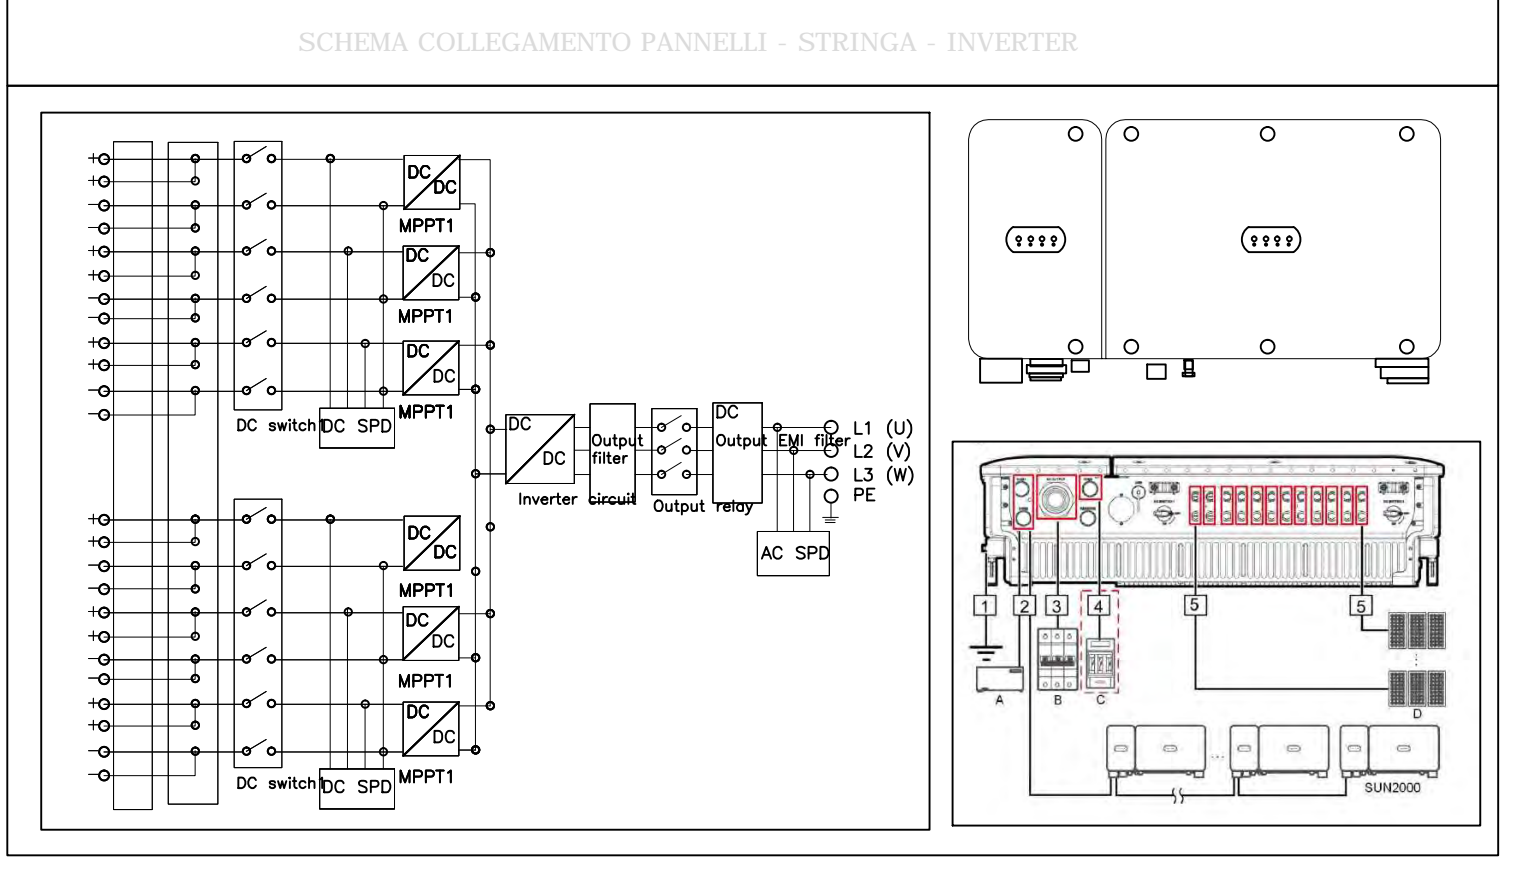 SCHEMA COLLEGAMENTO PANNELLI - STRINGA - INVERTER
DC
DC
MPPT1
DC
DC
MPPT1
DC
DC
MPPT1
DC switch1
DC SPD
DC
DC
Inverter circuit
Output
filter
Output relay
DC
Output EMI filter
L1 (U)
L2 (V)
L3 (W)
PE
AC SPD
DC
DC
MPPT1
DC
DC
MPPT1
DC
DC
MPPT1
DC switch1
DC SPD
1
2
3
4
5
5
A
B
C
D
SUN2000